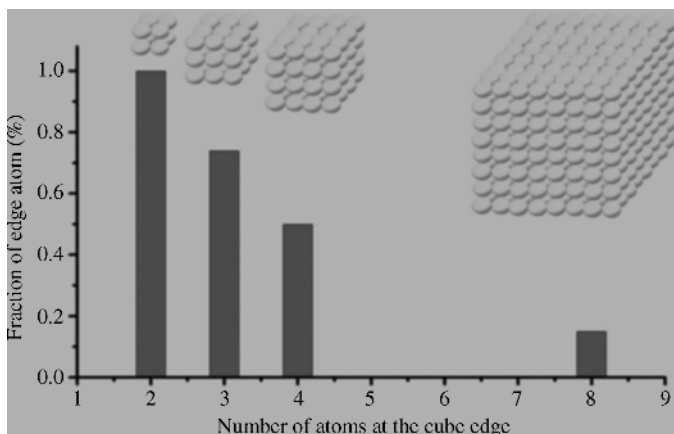 Fraction of edge atom (%)
1.0
0.8
0.6
0.4
0.2
0.0
1 2 3 4 5 6 7 8 9
Number of atoms at the cube edge